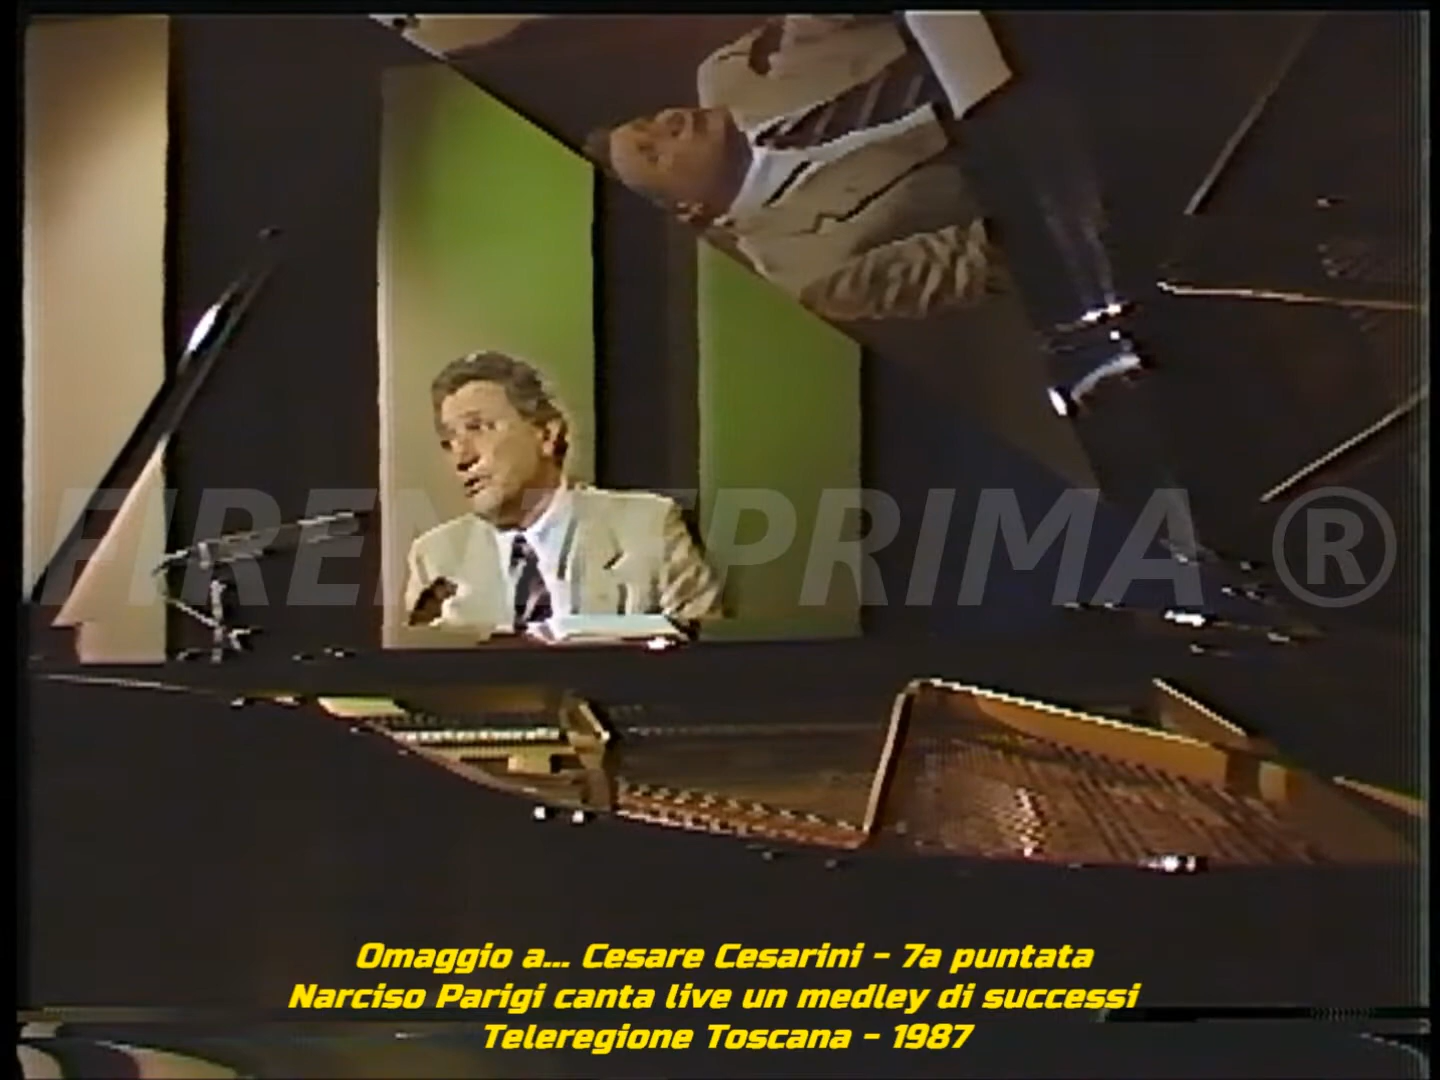 FIRENZEPRIMA ®
Omaggio a... Cesare Cesarini - 7a puntata
Narciso Parigi canta live un medley di successi
Teleregione Toscana - 1987